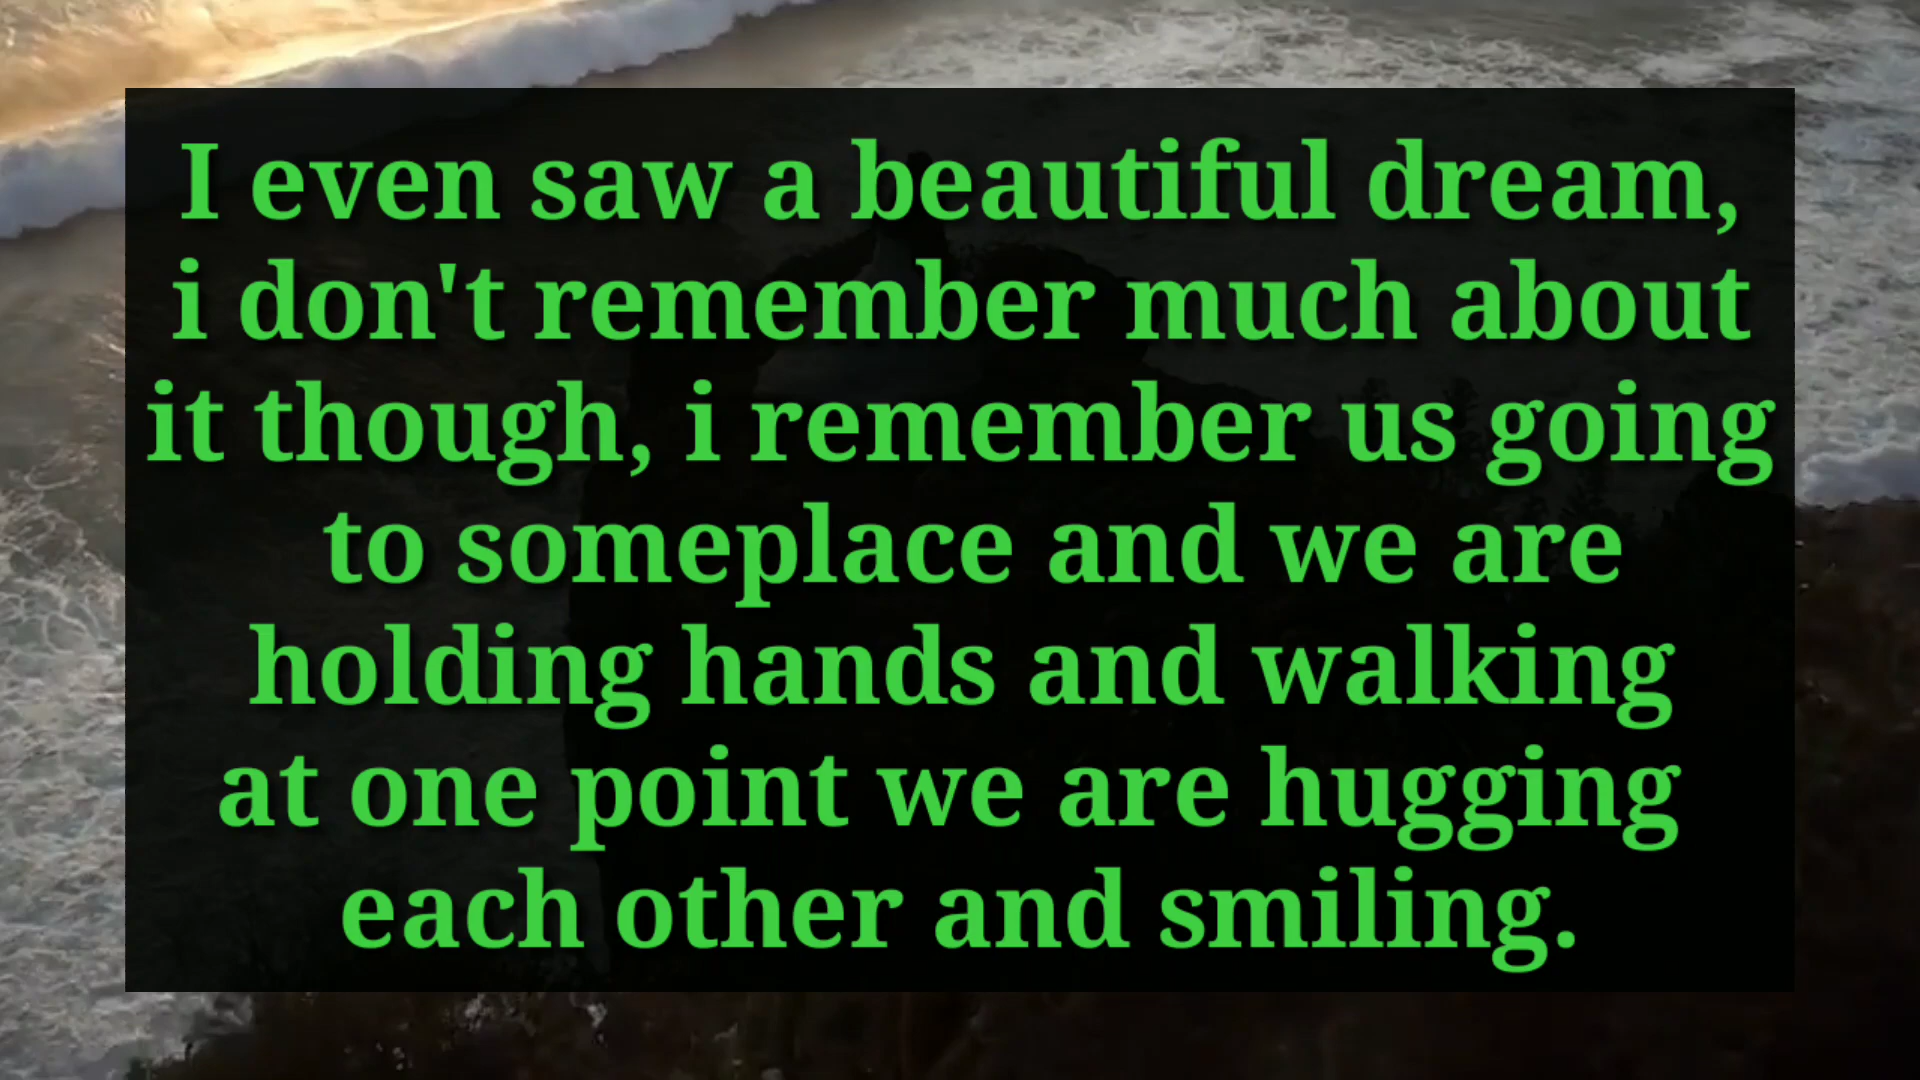 I even saw a beautiful dream,
i don't remember much about
it though, i remember us going
to someplace and we are
holding hands and walking
at one point we are hugging
each other and smiling.